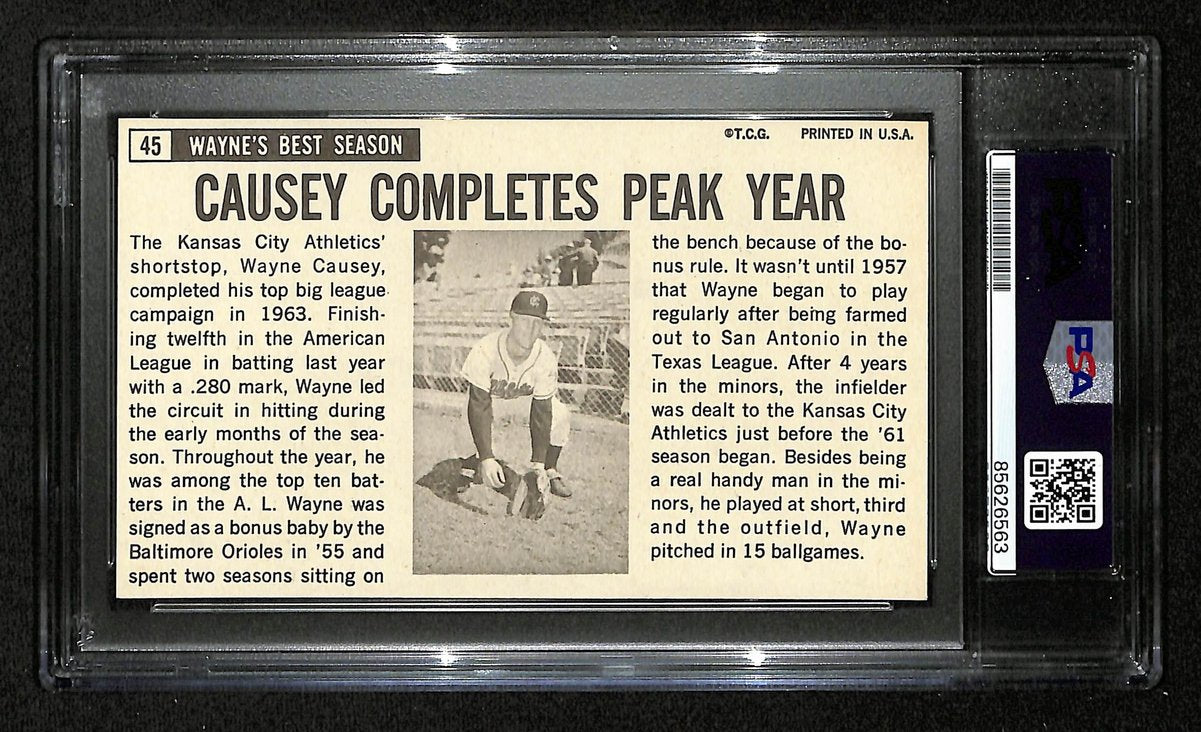 45 WAYNE'S BEST SEASON
©T.C.G. PRINTED IN U.S.A.
CAUSEY COMPLETES PEAK YEAR
The Kansas City Athletics'
shortstop, Wayne Causey,
completed his top big league
campaign in 1963. Finish-
ing twelfth in the American
League in batting last year
with a .280 mark, Wayne led
the circuit in hitting during
the early months of the sea-
son. Throughout the year, he
was among the top ten bat-
ters in the A. L. Wayne was
signed as a bonus baby by the
Baltimore Orioles in '55 and
spent two seasons sitting on
the bench because of the bo-
nus rule. It wasn't until 1957
that Wayne began to play
regularly after being farmed
out to San Antonio in the
Texas League. After 4 years
in the minors, the infielder
was dealt to the Kansas City
Athletics just before the '61
season began. Besides being
a real handy man in the mi-
nors, he played at short, third
and the outfield, Wayne
pitched in 15 ballgames.
KC
PSA
85626563